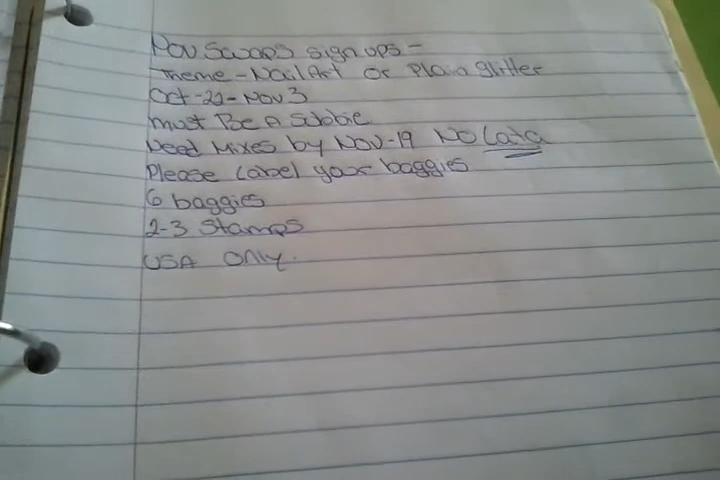 Nov Swaps sign ups -
Theme - Nail Art or Plain glitter
Oct - 22 - Nov 3
must Be A Subbie
Need Mixes by Nov - 19 No Lata
Please Label your baggies
6 baggies
2-3 Stamps
USA Only.